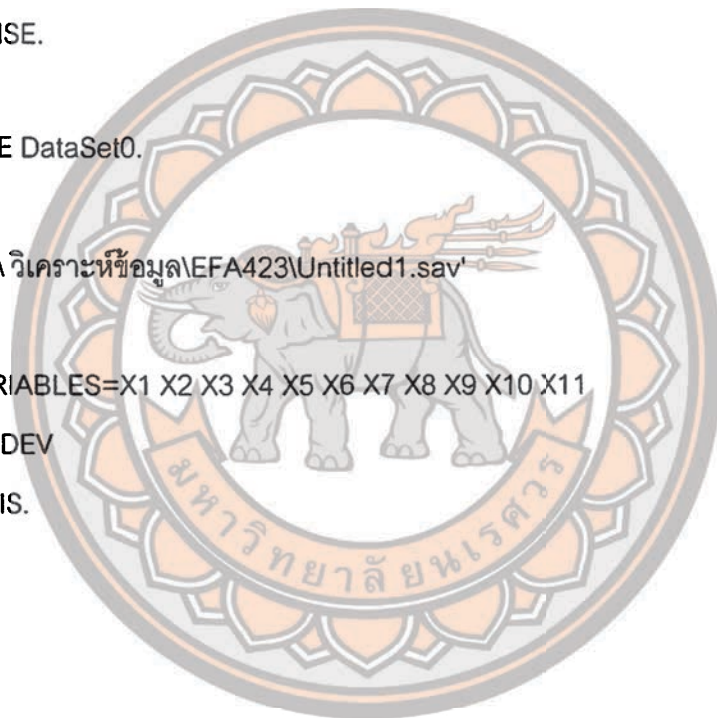 ISE.
E DataSet0.
A วิเคราะห์ข้อมูล\EFA423\Untitled1.sav'
RIABLES=X1 X2 X3 X4 X5 X6 X7 X8 X9 X10 X11
DEV
IS.
มหาวิทยาลัยนเรศวร